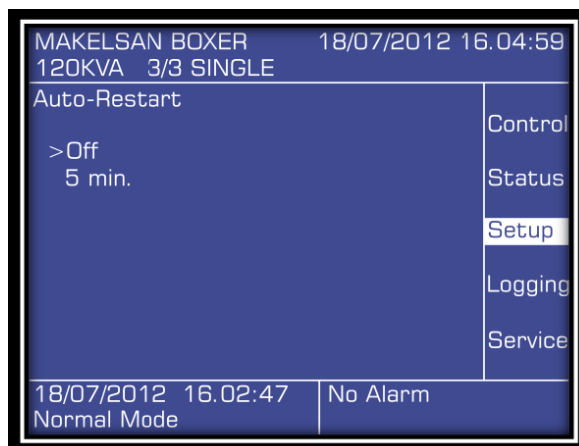 MAKELSAN BOXER 18/07/2012 16.04:59
120KVA 3/3 SINGLE
Auto-Restart
>Off
5 min.
Control
Status
Setup
Logging
Service
18/07/2012 16.02:47
Normal Mode
No Alarm